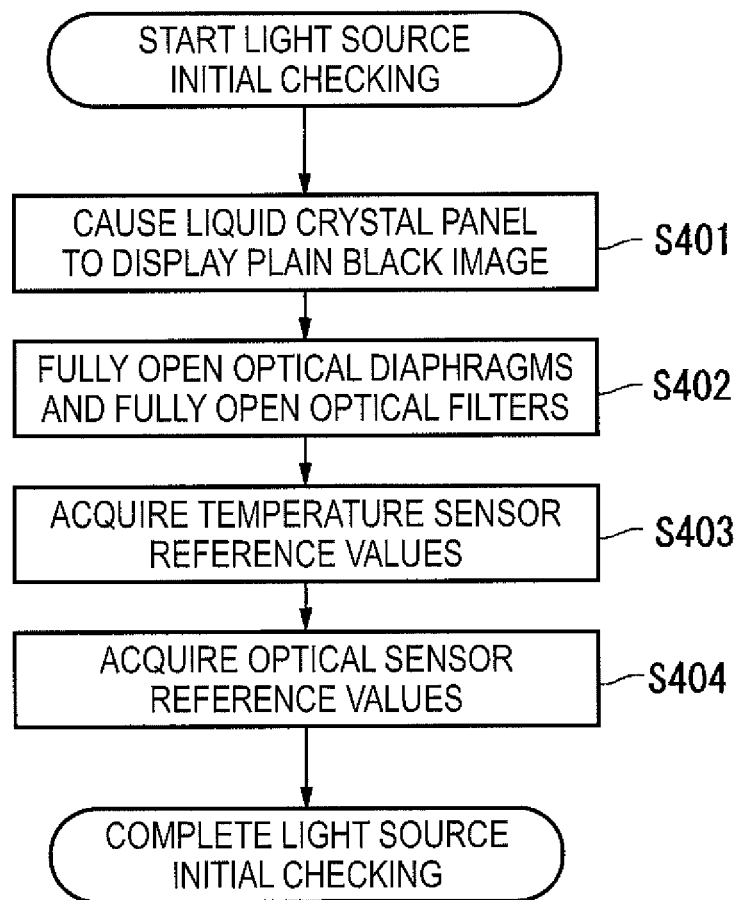 START LIGHT SOURCE
INITIAL CHECKING
CAUSE LIQUID CRYSTAL PANEL
TO DISPLAY PLAIN BLACK IMAGE
S401
FULLY OPEN OPTICAL DIAPHRAGMS
AND FULLY OPEN OPTICAL FILTERS
S402
ACQUIRE TEMPERATURE SENSOR
REFERENCE VALUES
S403
ACQUIRE OPTICAL SENSOR
REFERENCE VALUES
S404
COMPLETE LIGHT SOURCE
INITIAL CHECKING